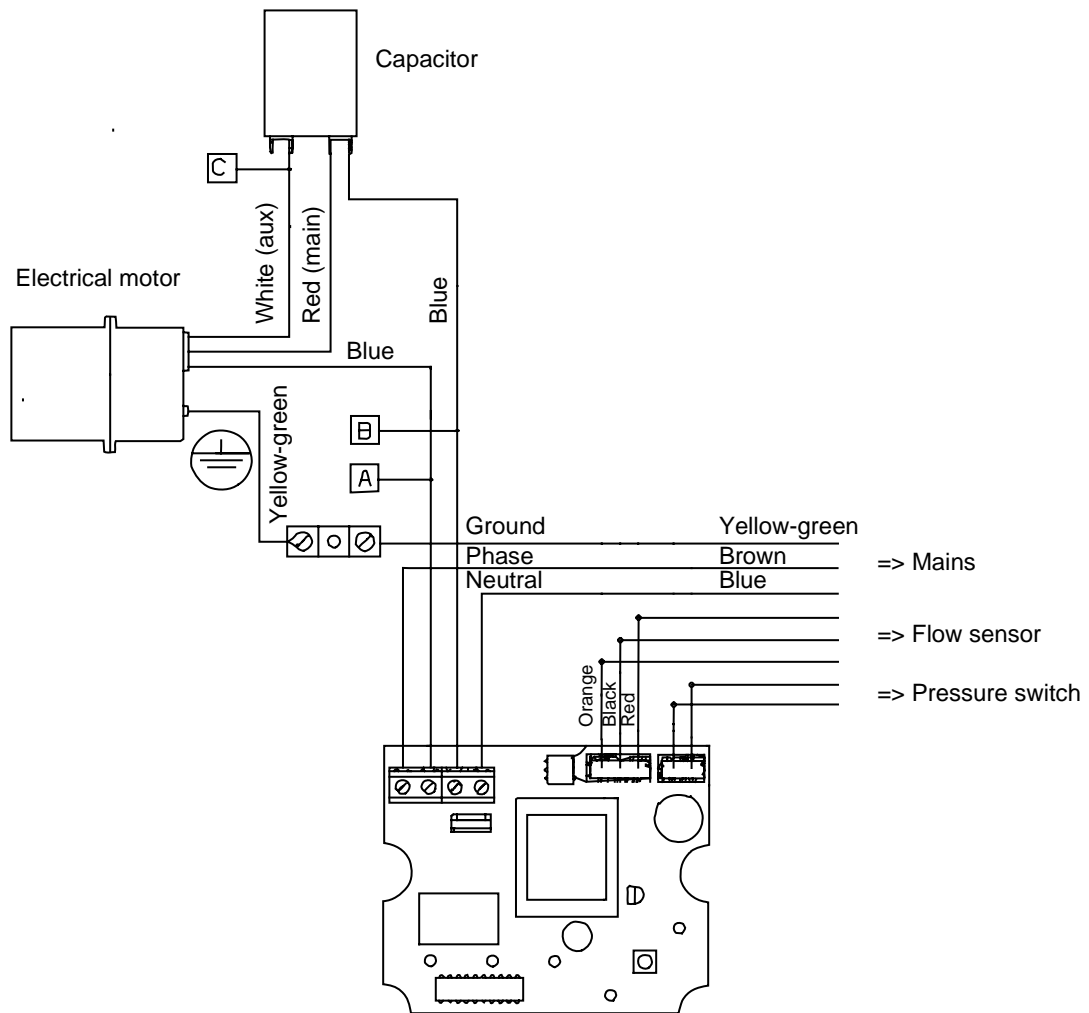 Capacitor
C
White (aux)
Red (main)
Blue
Electrical motor
Blue
Yellow-green
B
A
Ground Yellow-green
Phase Brown => Mains
Neutral Blue
=> Flow sensor
Orange
Black
Red
=> Pressure switch